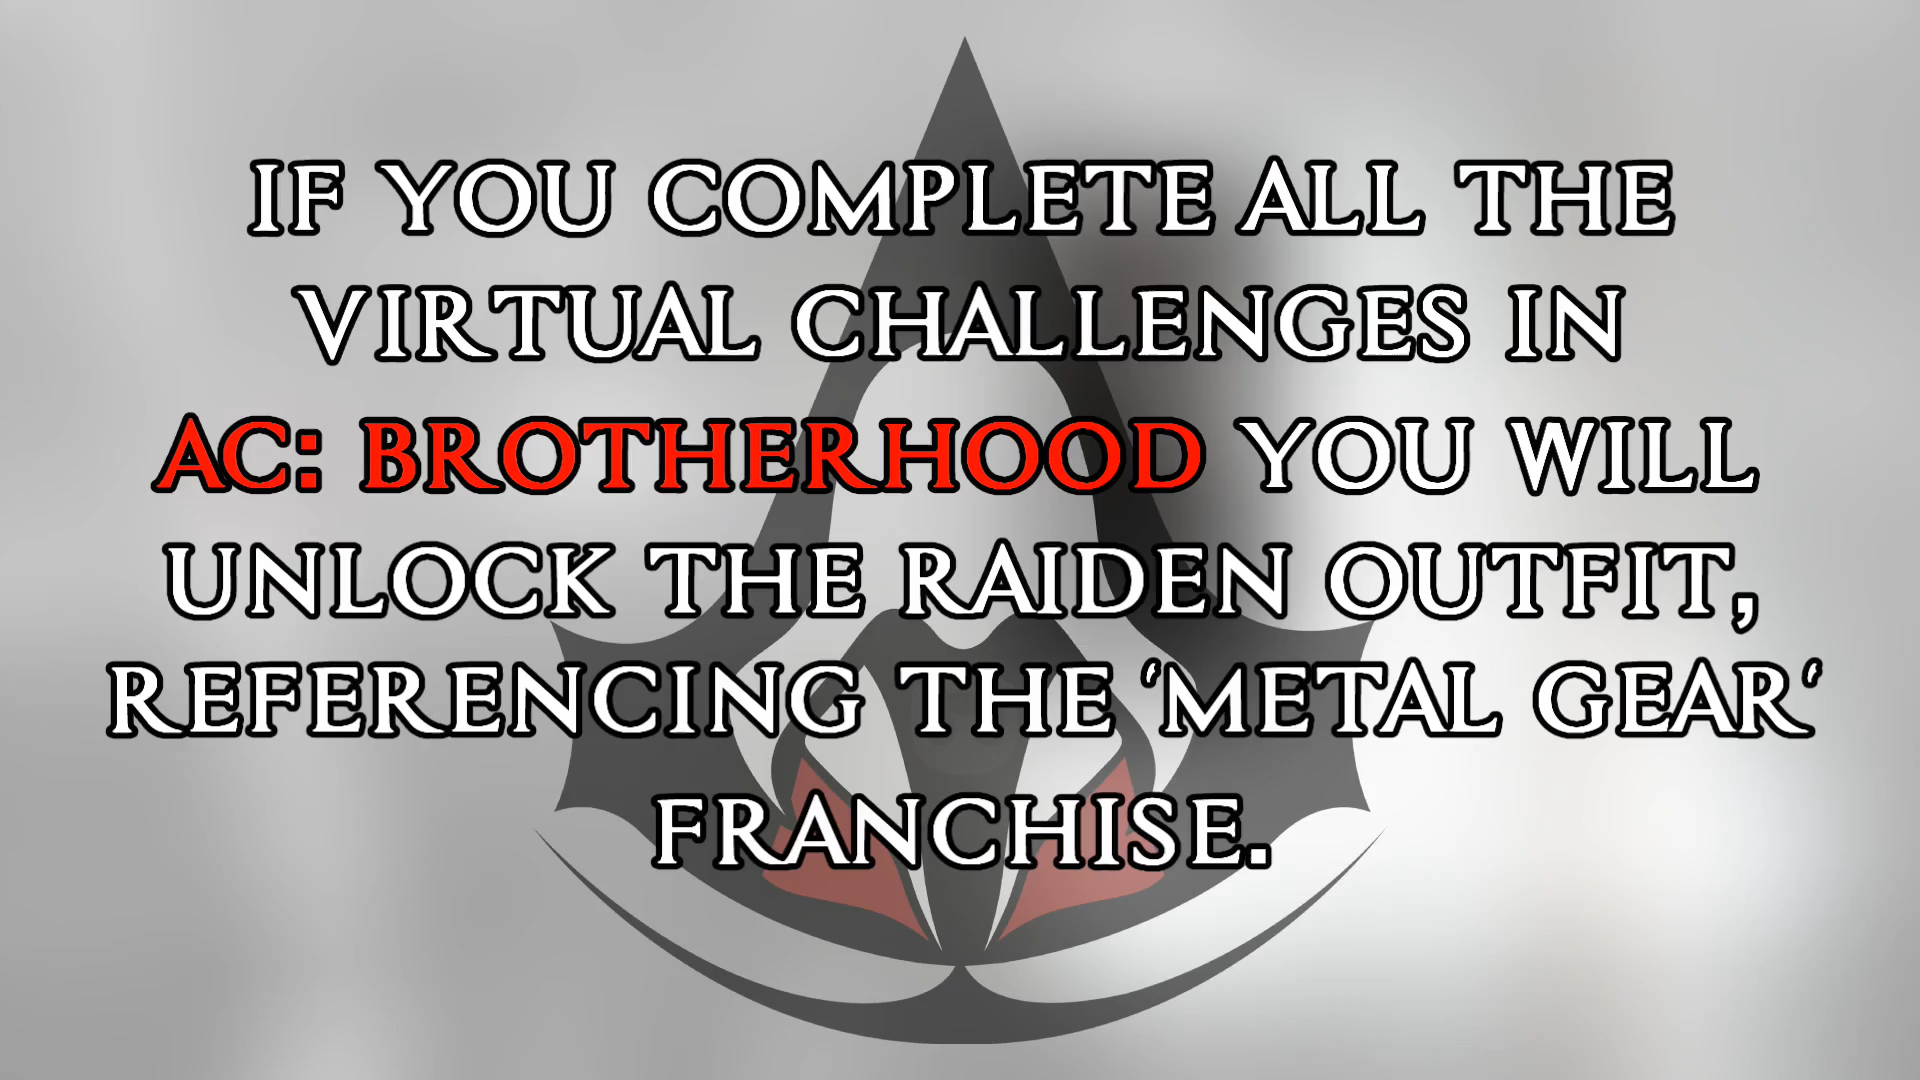 IF YOU COMPLETE ALL THE
VIRTUAL CHALLENGES IN
AC: BROTHERHOOD YOU WILL
UNLOCK THE RAIDEN OUTFIT,
REFERENCING THE ‘METAL GEAR‘
FRANCHISE.